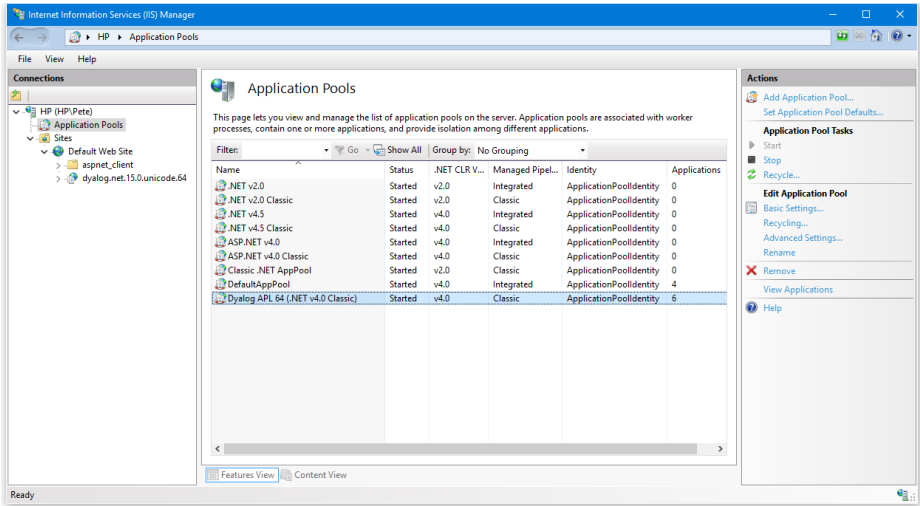 Internet Information Services (IIS) Manager
HP Application Pools
File View Help
Connections
HP (HP\Pete)
Application Pools
Sites
Default Web Site
aspnet_client
dyalog.net.15.0.unicode.64
Application Pools
This page lets you view and manage the list of application pools on the server. Application pools are associated with worker
processes, contain one or more applications, and provide isolation among different applications.
Filter: Go Show All Group by: No Grouping
Name Status .NET CLR V... Managed Pipel... Identity Applications
.NET v2.0 Started v2.0 Integrated ApplicationPoolIdentity 0
.NET v2.0 Classic Started v2.0 Classic ApplicationPoolIdentity 0
.NET v4.5 Started v4.0 Integrated ApplicationPoolIdentity 0
.NET v4.5 Classic Started v4.0 Classic ApplicationPoolIdentity 0
ASP.NET v4.0 Started v4.0 Integrated ApplicationPoolIdentity 0
ASP.NET v4.0 Classic Started v4.0 Classic ApplicationPoolIdentity 0
Classic .NET AppPool Started v2.0 Classic ApplicationPoolIdentity 0
DefaultAppPool Started v4.0 Integrated ApplicationPoolIdentity 4
Dyalog APL 64 (.NET v4.0 Classic) Started v4.0 Classic ApplicationPoolIdentity 6
Features View Content View
Actions
Add Application Pool...
Set Application Pool Defaults...
Application Pool Tasks
Start
Stop
Recycle...
Edit Application Pool
Basic Settings...
Recycling...
Advanced Settings...
Rename
Remove
View Applications
Help
Ready